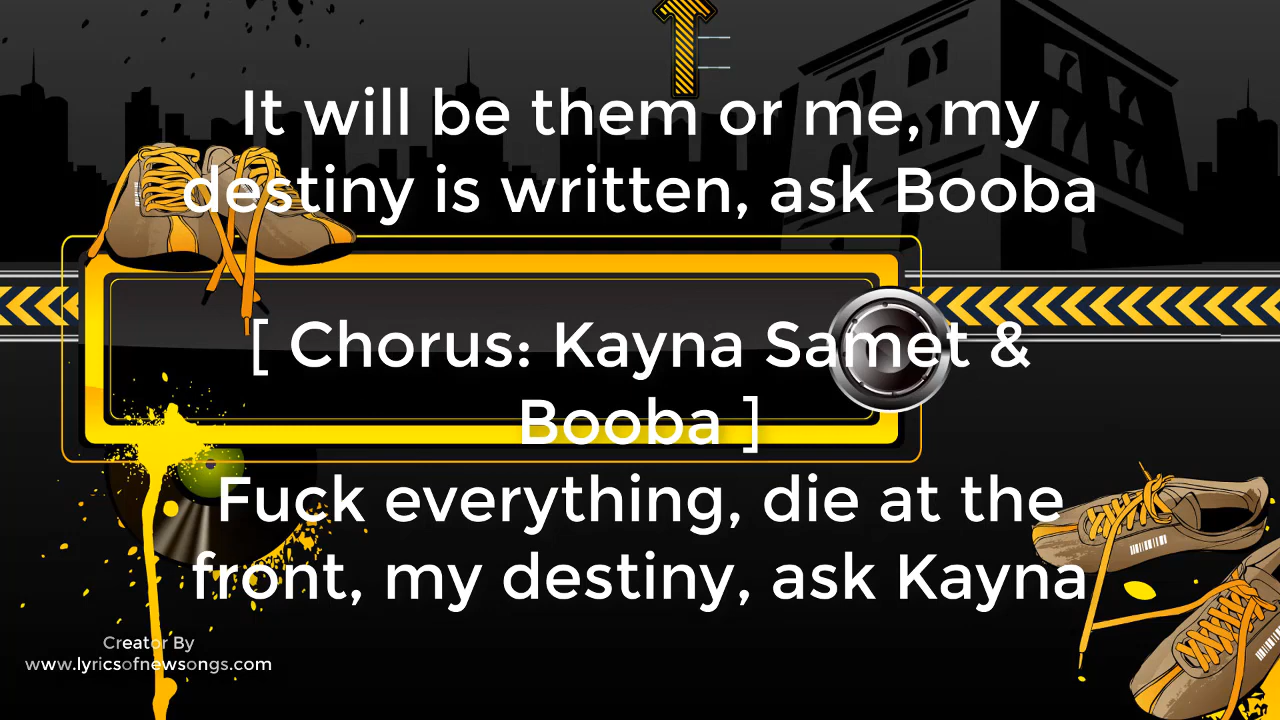 It will be them or me, my
destiny is written, ask Booba
[ Chorus: Kayna Samet &
Booba ]
Fuck everything, die at the
front, my destiny, ask Kayna
Creator By
www.lyricsofnewsongs.com